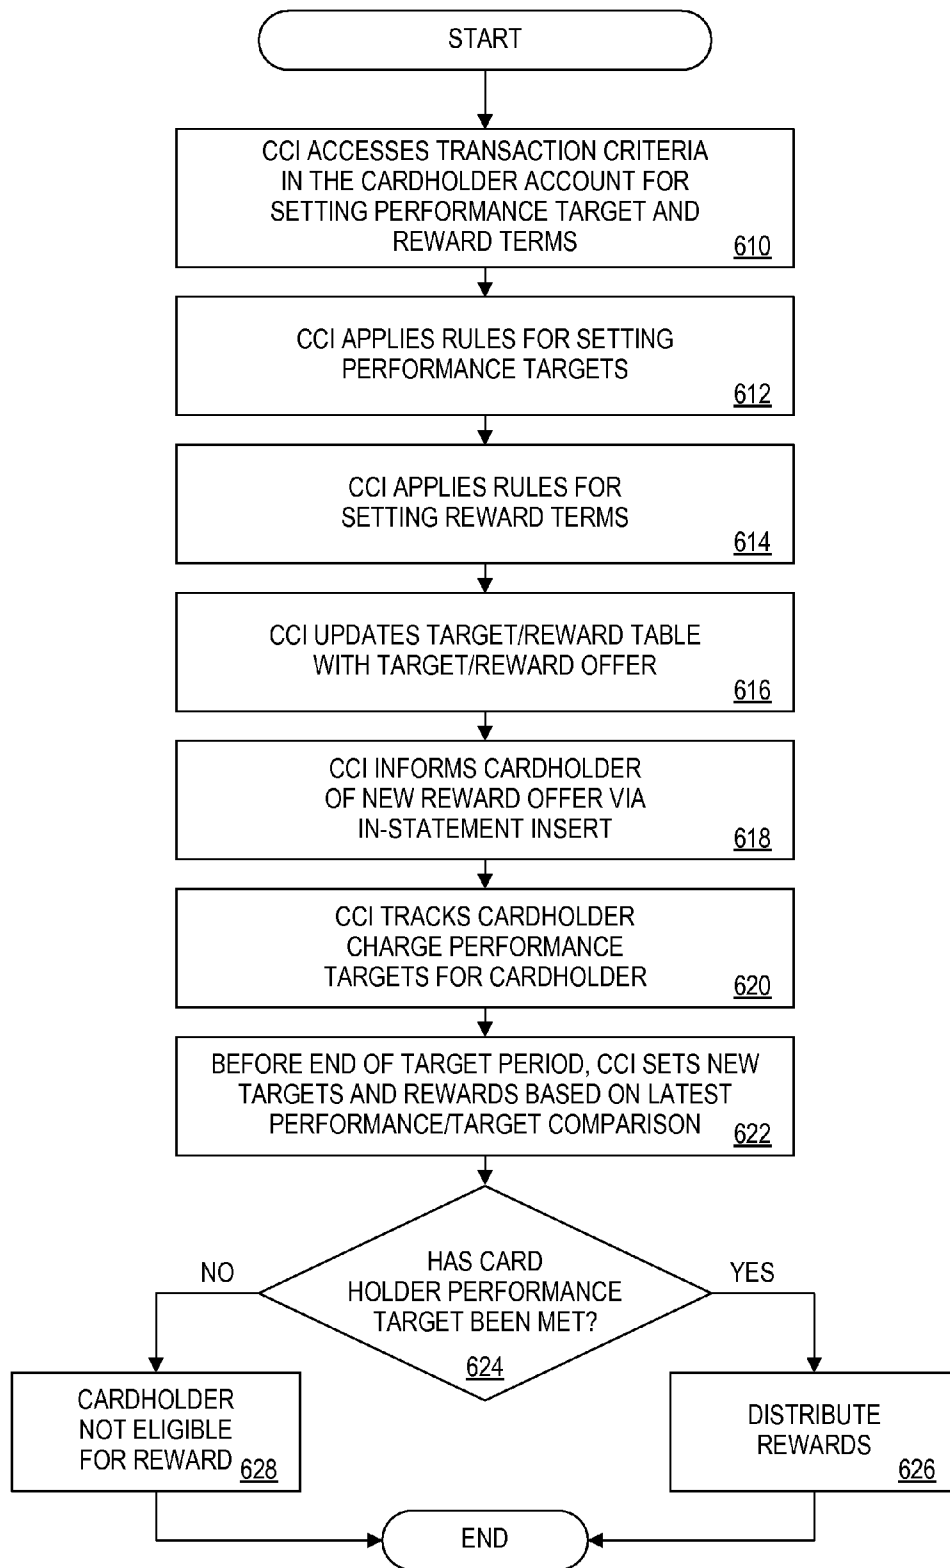 START
CCI ACCESSES TRANSACTION CRITERIA
IN THE CARDHOLDER ACCOUNT FOR
SETTING PERFORMANCE TARGET AND
REWARD TERMS
610
CCI APPLIES RULES FOR SETTING
PERFORMANCE TARGETS
612
CCI APPLIES RULES FOR
SETTING REWARD TERMS
614
CCI UPDATES TARGET/REWARD TABLE
WITH TARGET/REWARD OFFER
616
CCI INFORMS CARDHOLDER
OF NEW REWARD OFFER VIA
IN-STATEMENT INSERT
618
CCI TRACKS CARDHOLDER
CHARGE PERFORMANCE
TARGETS FOR CARDHOLDER
620
BEFORE END OF TARGET PERIOD, CCI SETS NEW
TARGETS AND REWARDS BASED ON LATEST
PERFORMANCE/TARGET COMPARISON
622
NO
YES
HAS CARD
HOLDER PERFORMANCE
TARGET BEEN MET?
624
CARDHOLDER
NOT ELIGIBLE
FOR REWARD
628
DISTRIBUTE
REWARDS
626
END